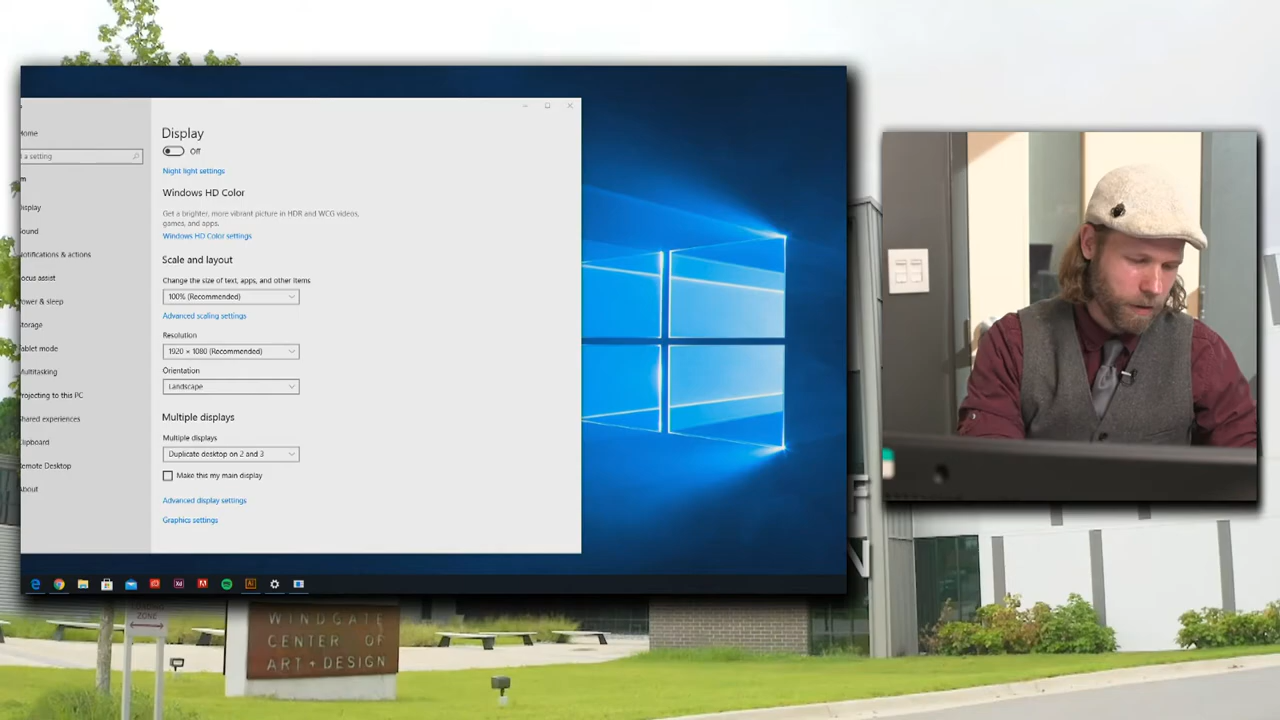 Home
a setting
m
Display
Sound
Notifications & actions
Focus assist
Power & sleep
Storage
Tablet mode
Multitasking
Projecting to this PC
Shared experiences
Clipboard
Remote Desktop
About
Display
Off
Night light settings
Windows HD Color
Get a brighter, more vibrant picture in HDR and WCG videos,
games, and apps.
Windows HD Color settings
Scale and layout
Change the size of text, apps, and other items
100% (Recommended)
Advanced scaling settings
Resolution
1920 × 1080 (Recommended)
Orientation
Landscape
Multiple displays
Multiple displays
Duplicate desktop on 2 and 3
Make this my main display
Advanced display settings
Graphics settings
Xd
Ai
F
N
ZONE
WINDGATE
CENTER OF
ART + DESIGN